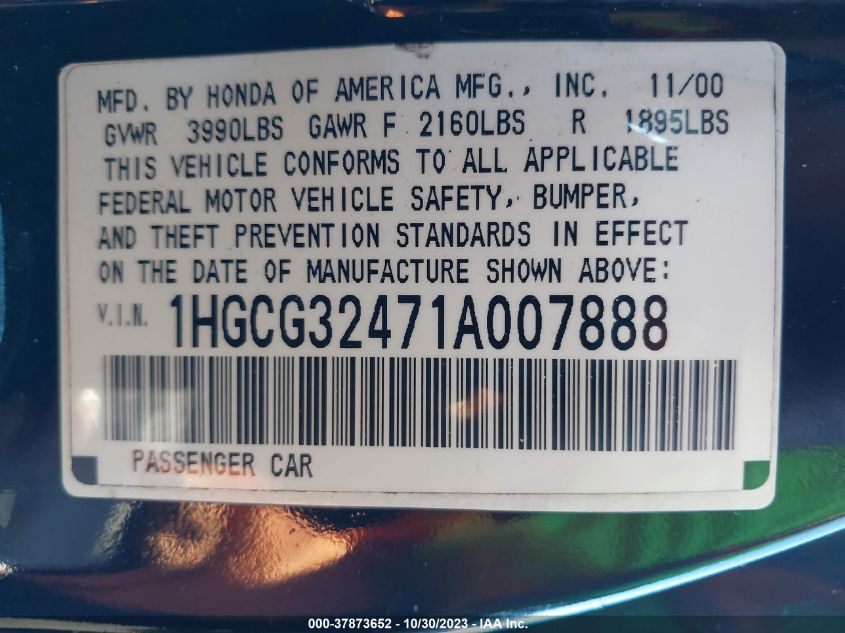 MFD. BY HONDA OF AMERICA MFG., INC. 11/00
GVWR 3990LBS GAWR F 2160LBS R 1895LBS
THIS VEHICLE CONFORMS TO ALL APPLICABLE
FEDERAL MOTOR VEHICLE SAFETY, BUMPER,
AND THEFT PREVENTION STANDARDS IN EFFECT
ON THE DATE OF MANUFACTURE SHOWN ABOVE:
V.I.N. 1HGCG32471A007888
PASSENGER CAR
000-37873652 - 10/30/2023 - IAA Inc.